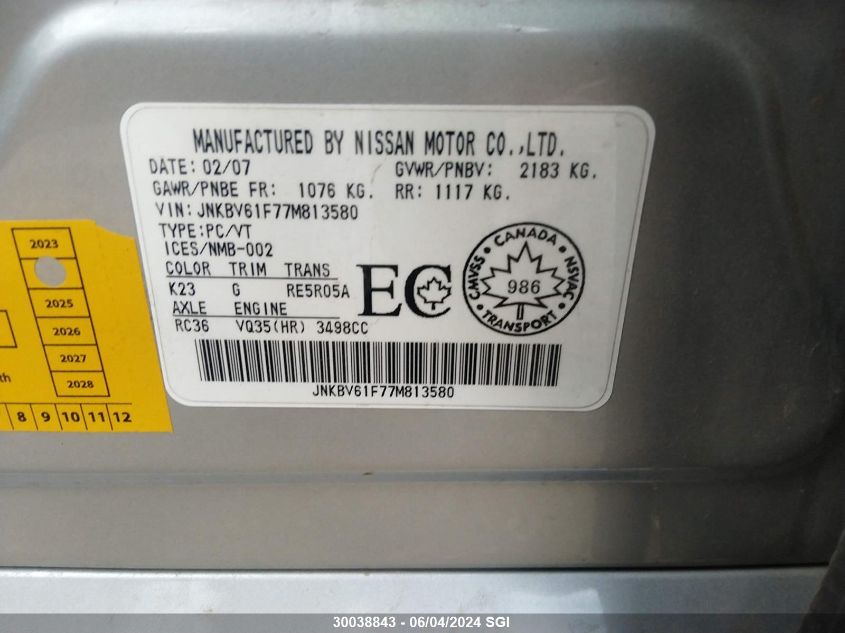 MANUFACTURED BY NISSAN MOTOR CO.,LTD.
DATE: 02/07 GVWR/PNBV: 2183 KG.
GAWR/PNBE FR: 1076 KG. RR: 1117 KG.
VIN: JNKBV61F77M813580
TYPE:PC/VT
ICES/NMB-002
COLOR TRIM TRANS
K23 G RE5R05A
AXLE ENGINE
RC36 VQ35(HR) 3498CC
EC
CANADA
CMVSS 986 NSVAC
TRANSPORT
JNKBV61F77M813580
2023
2025
2026
2027
2028
th
8 9 10 11 12
30038843 - 06/04/2024 SGI